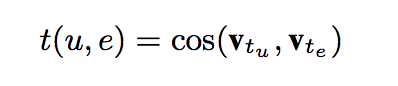 t(u, e) = cos(v_{t_u}, v_{t_e})